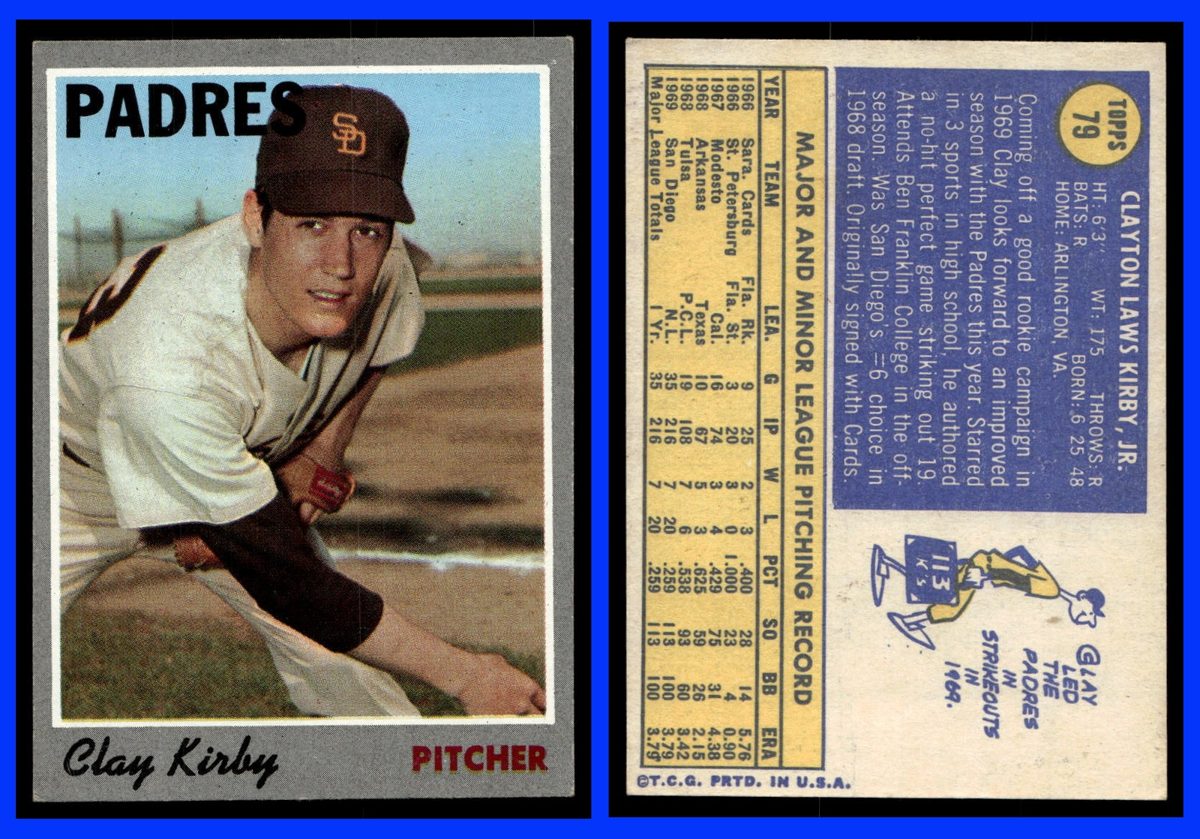 PADRES
SD
Clay Kirby
PITCHER
TOPPS
79
CLAYTON LAWS KIRBY, JR.
HT: 6'3" WT: 175 THROWS: R
BATS: R BORN: 6 25 48
HOME: ARLINGTON, VA.
Coming off a good rookie campaign in
1969 Clay looks forward to an improved
season with the Padres this year. Starred
in 3 sports in high school, he authored
a no-hit perfect game striking out 19.
Attends Ben Franklin College in the off
season. Was San Diego's =6 choice in
1968 draft. Originally signed with Cards.
113
K's
CLAY
LED
THE
PADRES
IN
STRIKEOUTS
IN
1969.
MAJOR AND MINOR LEAGUE PITCHING RECORD
YEAR TEAM LEA. G IP W L PCT SO BB ERA
1966 Sara. Cards Fla. Rk. 9 25 2 3 .400 28 14 5.76
1966 St. Petersburg Fla. St. 3 20 3 0 1.000 23 4 0.90
1967 Modesto Cal. 16 74 3 4 .429 75 31 4.38
1968 Arkansas Texas 10 67 5 3 .625 59 26 2.15
1968 Tulsa P.C.L. 19 108 7 6 .538 93 60 3.42
1969 San Diego N.L. 35 216 7 20 .259 113 100 3.79
Major League Totals 1 Yr. 35 216 7 20 .259 113 100 3.79
©T.C.G. PRTD. IN U.S.A.